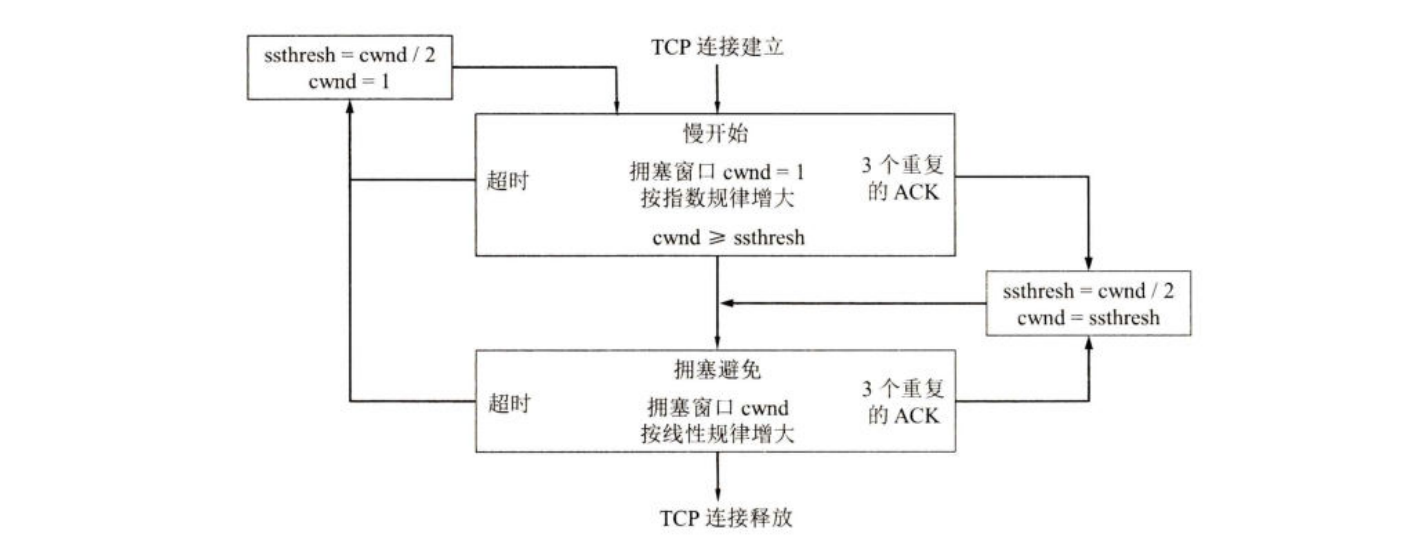 TCP 连接建立
ssthresh = cwnd / 2
cwnd = 1
慢开始
超时
拥塞窗口 cwnd = 1
按指数规律增大
3 个重复
的 ACK
cwnd ⩾ ssthresh
ssthresh = cwnd / 2
cwnd = ssthresh
拥塞避免
超时
拥塞窗口 cwnd
按线性规律增大
3 个重复
的 ACK
TCP 连接释放